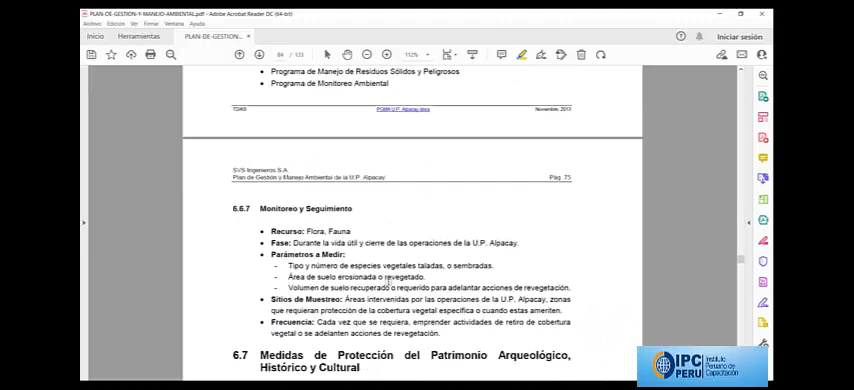 PLAN-DE-GESTION-Y-MANEJO-AMBIENTAL.pdf - Adobe Acrobat Reader DC (64-bit)
Archivo Edición Ver Firmar Ventana Ayuda
Inicio Herramientas PLAN-DE-GESTION... × Iniciar sesión
84 / 133 112%
• Programa de Manejo de Residuos Sólidos y Peligrosos
• Programa de Monitoreo Ambiental
PGMA U.P. Alpacay.docx Noviembre, 2013
SVS Ingenieros S.A.
Plan de Gestión y Manejo Ambiental de la U.P. Alpacay Pág. 75
6.6.7 Monitoreo y Seguimiento
• Recurso: Flora, Fauna
• Fase: Durante la vida útil y cierre de las operaciones de la U.P. Alpacay.
• Parámetros a Medir:
- Tipo y número de especies vegetales taladas, o sembradas.
- Área de suelo erosionada o revegetado.
- Volumen de suelo recuperado o requerido para adelantar acciones de revegetación.
• Sitios de Muestreo: Áreas intervenidas por las operaciones de la U.P. Alpacay, zonas
que requieran protección de la cobertura vegetal específica o cuando estas ameriten.
• Frecuencia: Cada vez que se requiera, emprender actividades de retiro de cobertura
vegetal o se adelanten acciones de revegetación.
6.7 Medidas de Protección del Patrimonio Arqueológico,
Histórico y Cultural
IPC PERU Instituto
Peruano de
Capacitación